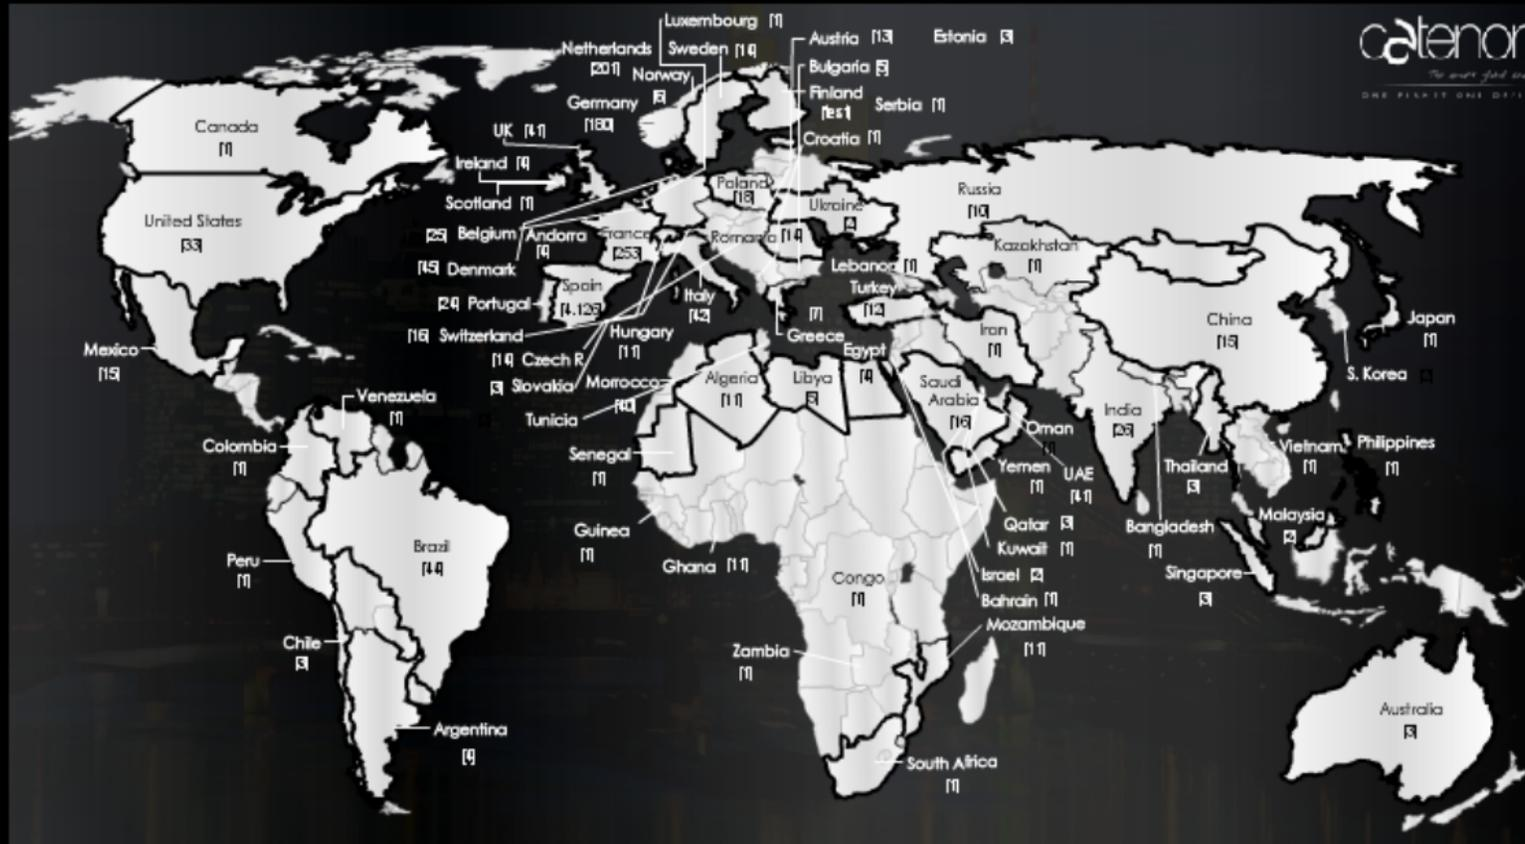 Luxembourg [1]
Netherlands
[201]
Sweden [14]
Austria [13]
Estonia [3]
Norway
Bulgaria [5]
Germany
[180]
Finland
Serbia [1]
UK [41]
Croatia [1]
Canada
[1]
Ireland [4]
Scotland [1]
Poland
[18]
Russia
[10]
United States
[33]
Ukraine
[25] Belgium
Andorra
[4]
France
[253]
Romania [14]
Kazakhstan
[1]
[45] Denmark
Lebanon [1]
Spain
[4.126]
Italy
[42]
Turkey
[12]
[24] Portugal
[7]
Greece
China
[15]
Japan
[1]
[16] Switzerland
Hungary
[11]
Iran
[1]
Mexico
[15]
[14] Czech R.
Egypt
[4]
S. Korea
[3] Slovakia
Morrocco
[40]
Algeria
[11]
Libya
Saudi
Arabia
[16]
Venezuela
[1]
Tunicia
India
[26]
Oman
Colombia
[1]
Senegal
[1]
Yemen
[1]
UAE
[41]
Thailand
[3]
Vietnam
[1]
Philippines
[1]
Guinea
[1]
Qatar [3]
Bangladesh
[1]
Malaysia
Brazil
[44]
Kuwait [1]
Peru
[1]
Ghana [11]
Congo
[1]
Israel
Singapore
[3]
Bahrain [1]
Mozambique
[11]
Chile
[3]
Zambia
[1]
Australia
[3]
Argentina
[4]
South Africa
[1]